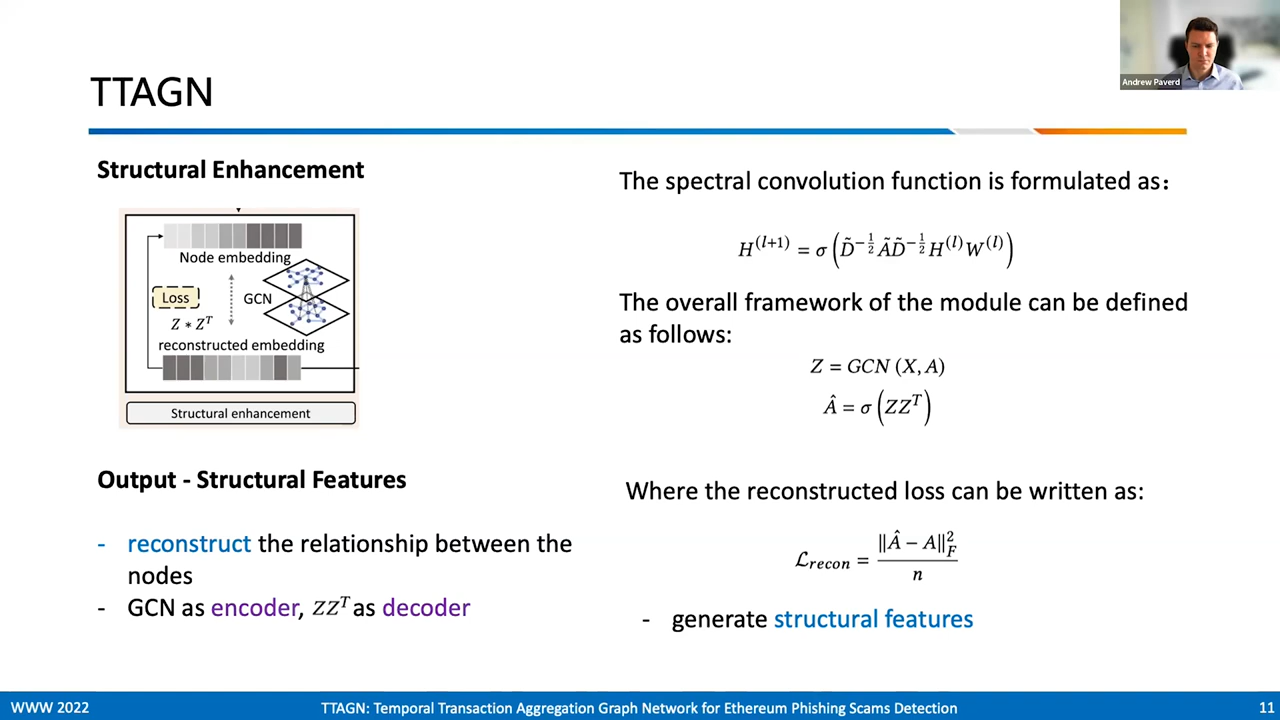 Andrew Paverd
TTAGN
Structural Enhancement
Node embedding
Loss
GCN
Z * Z^T
reconstructed embedding
Structural enhancement
Output - Structural Features
- reconstruct the relationship between the
nodes
- GCN as encoder, ZZ^T as decoder
The spectral convolution function is formulated as：
H^{(l+1)} = σ(D̃^{-1/2} ÃD̃^{-1/2} H^{(l)} W^{(l)})
The overall framework of the module can be defined
as follows:
Z = GCN (X, A)
Â = σ(ZZ^T)
Where the reconstructed loss can be written as:
ℒ_{recon} = ‖Â − A‖²_F / n
- generate structural features
WWW 2022
TTAGN: Temporal Transaction Aggregation Graph Network for Ethereum Phishing Scams Detection
11